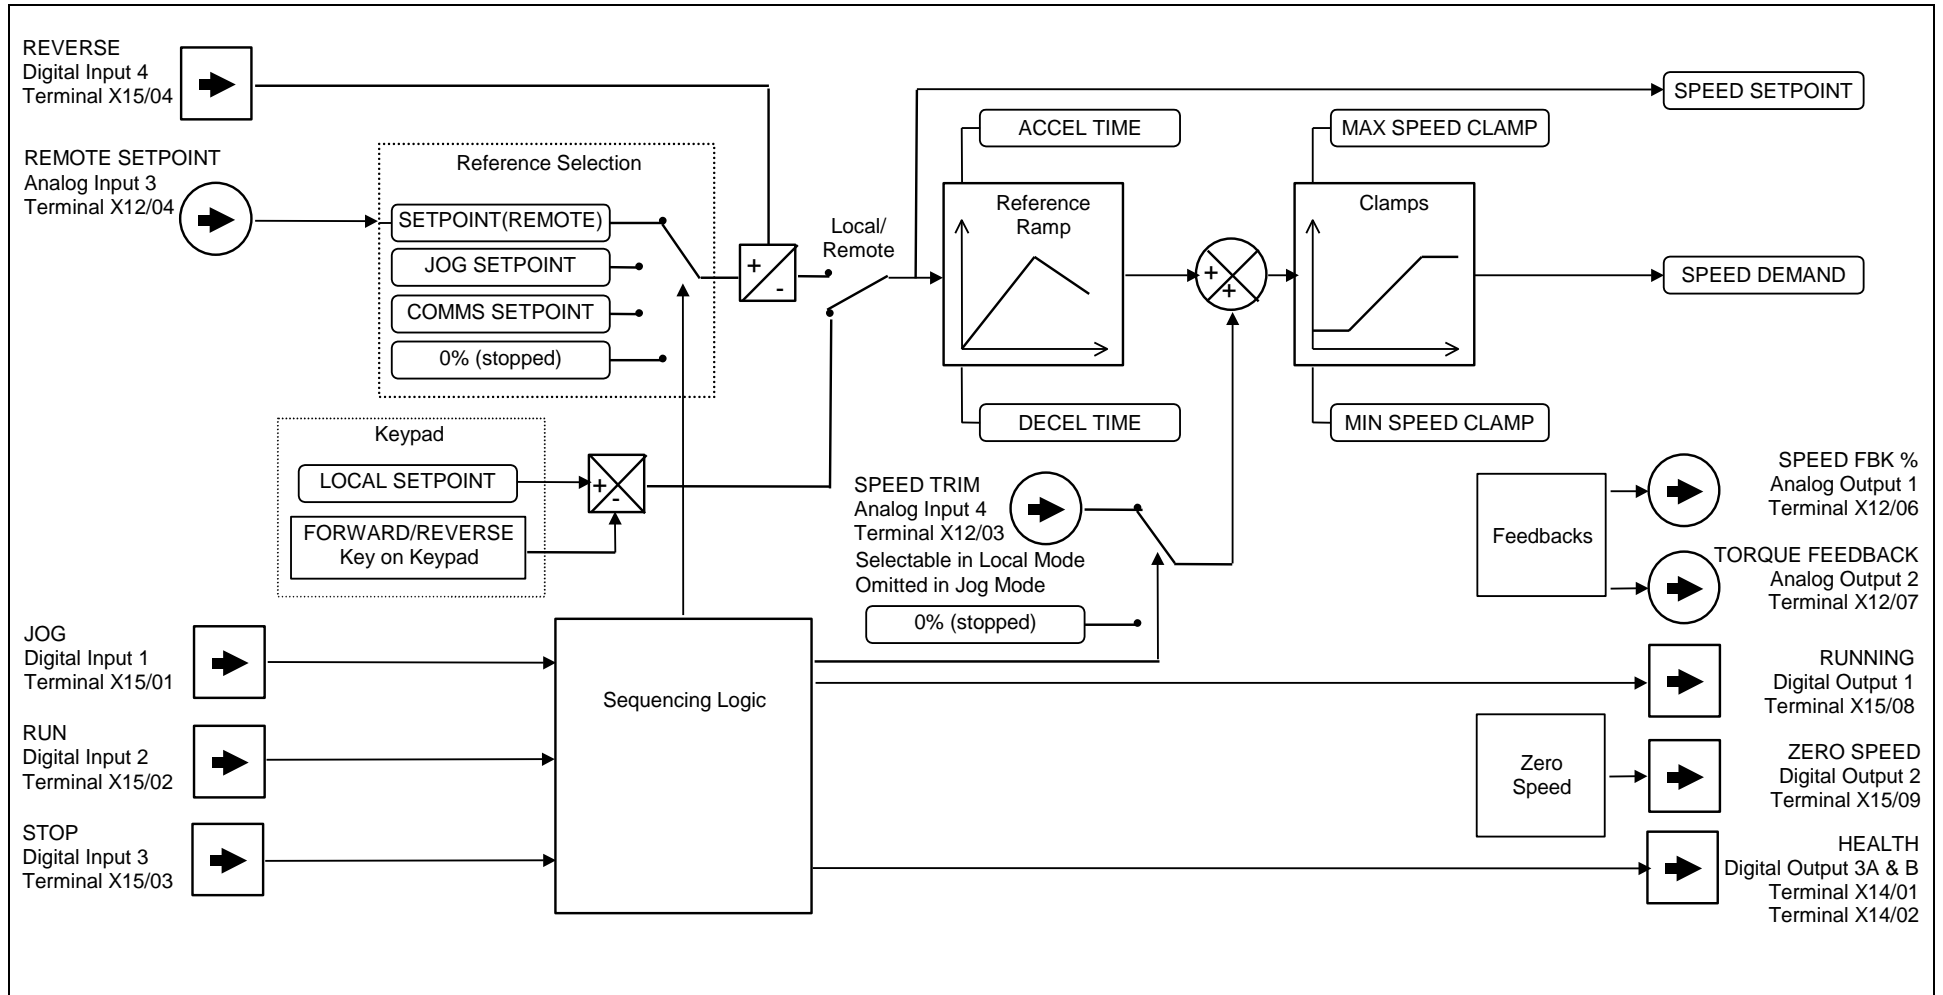 REVERSE
Digital Input 4
Terminal X15/04
REMOTE SETPOINT
Analog Input 3
Terminal X12/04
Reference Selection
SETPOINT(REMOTE)
JOG SETPOINT
COMMS SETPOINT
0% (stopped)
+
-
Local/
Remote
SPEED SETPOINT
ACCEL TIME
Reference
Ramp
DECEL TIME
+
+
MAX SPEED CLAMP
Clamps
MIN SPEED CLAMP
SPEED DEMAND
Keypad
LOCAL SETPOINT
FORWARD/REVERSE
Key on Keypad
+
-
SPEED TRIM
Analog Input 4
Terminal X12/03
Selectable in Local Mode
Omitted in Jog Mode
0% (stopped)
Feedbacks
SPEED FBK %
Analog Output 1
Terminal X12/06
TORQUE FEEDBACK
Analog Output 2
Terminal X12/07
JOG
Digital Input 1
Terminal X15/01
RUN
Digital Input 2
Terminal X15/02
STOP
Digital Input 3
Terminal X15/03
Sequencing Logic
RUNNING
Digital Output 1
Terminal X15/08
Zero
Speed
ZERO SPEED
Digital Output 2
Terminal X15/09
HEALTH
Digital Output 3A & B
Terminal X14/01
Terminal X14/02